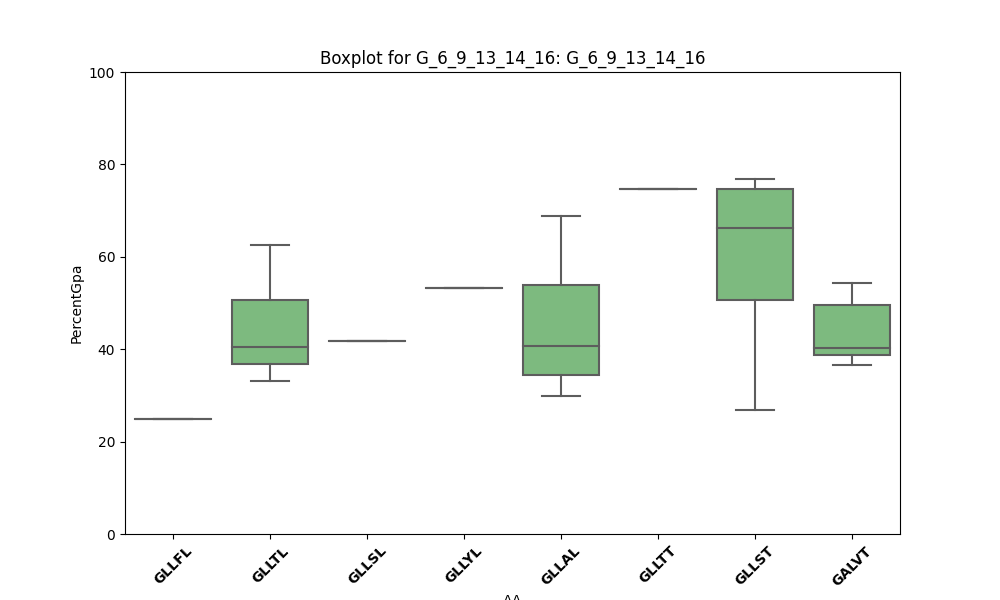 Boxplot for G_6_9_13_14_16: G_6_9_13_14_16
100
80
60
40
20
0
PercentGpa
GLLFL
GLLTL
GLLSL
GLLYL
GLLAL
GLLTT
GLLST
GALVT
AA